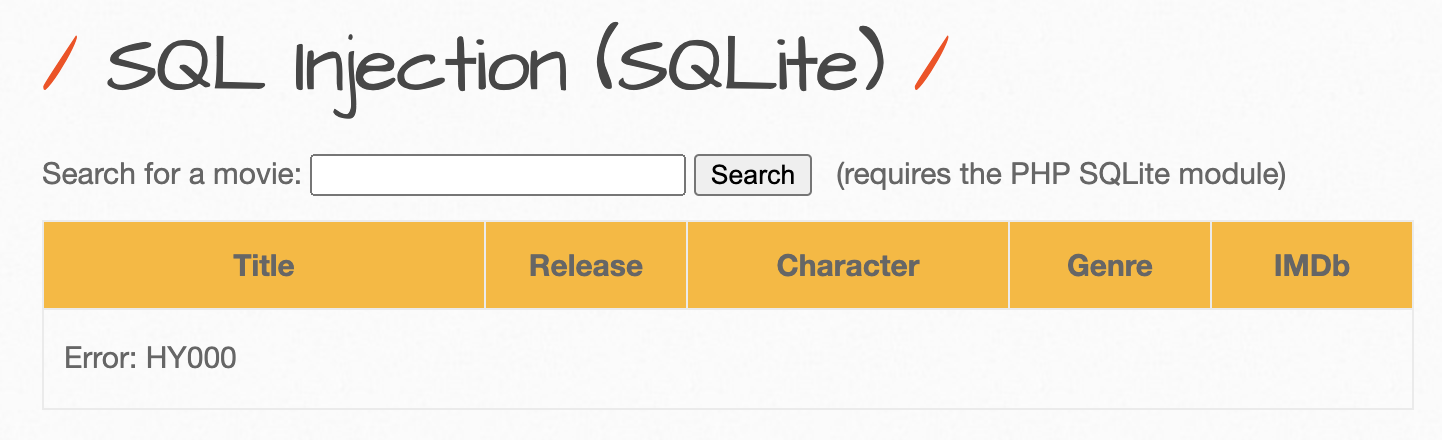 / SQL Injection (SQLite) /
Search for a movie: Search (requires the PHP SQLite module)
Title Release Character Genre IMDb
Error: HY000